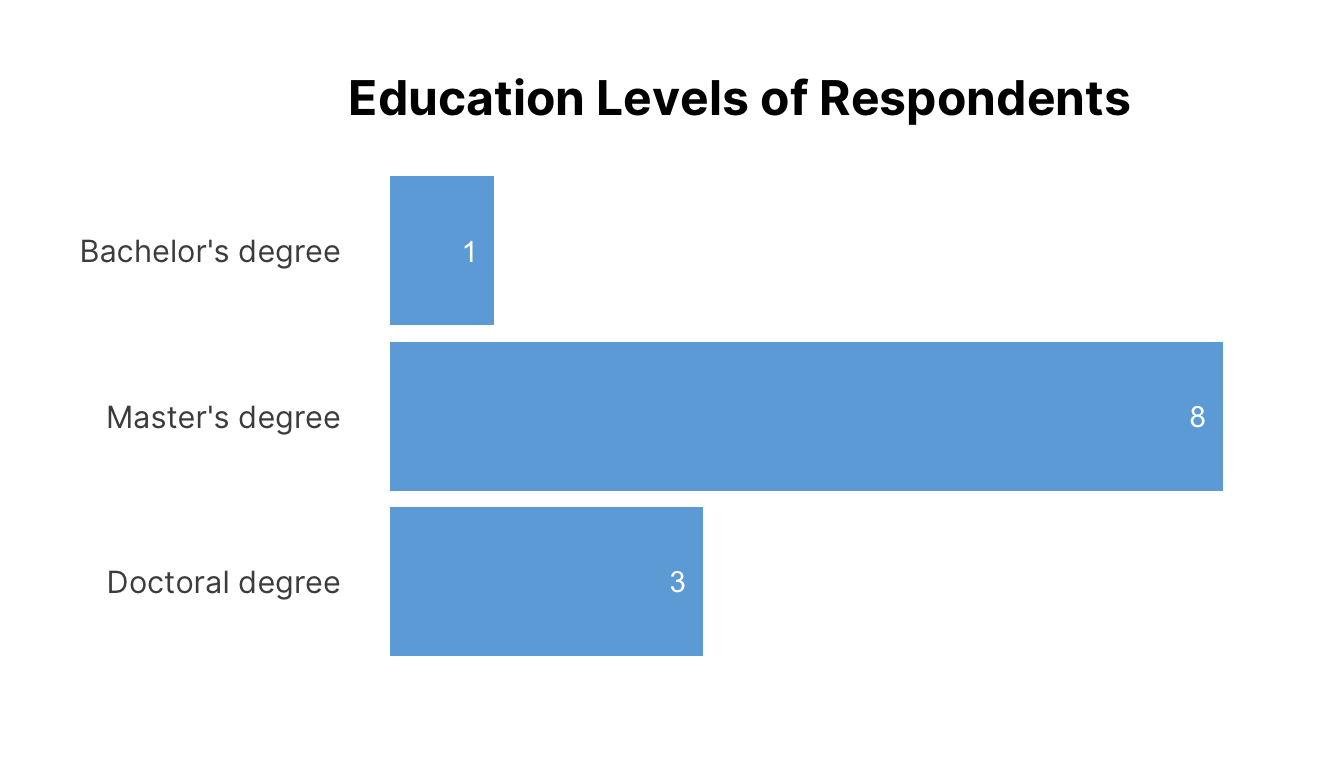 Education Levels of Respondents
Bachelor's degree 1
Master's degree 8
Doctoral degree 3